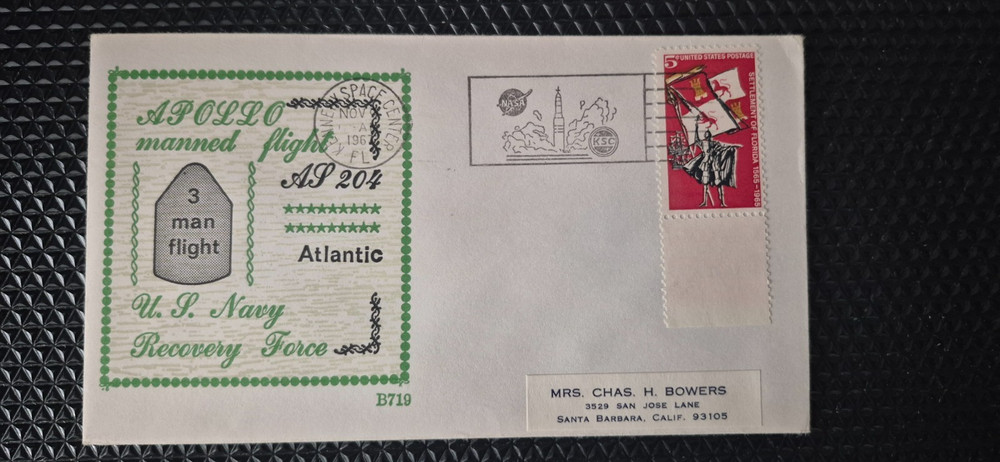 APOLLO
manned flight
AS 204
3
man
flight
Atlantic
U. S. Navy
Recovery Force
B719
KENNEDY SPACE CENTER
NOV
A
196
FL
NASA
KSC
5¢ UNITED STATES POSTAGE
SETTLEMENT OF FLORIDA 1565-1965
MRS. CHAS. H. BOWERS
3529 SAN JOSE LANE
SANTA BARBARA, CALIF. 93105